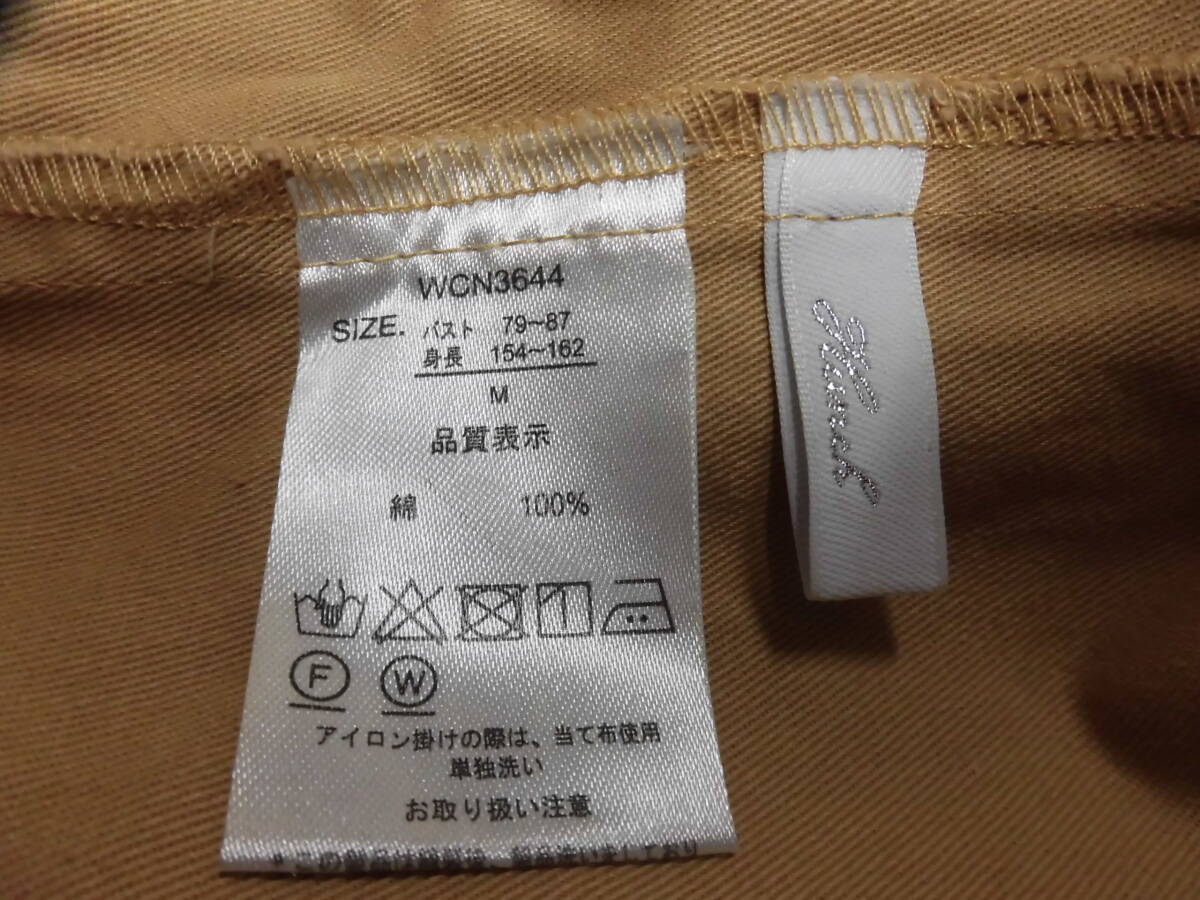 WCN3644
SIZE. バスト 79~87
身長 154~162
M
品質表示
綿 100%
F W
アイロン掛けの際は、当て布使用
単独洗い
お取り扱い注意